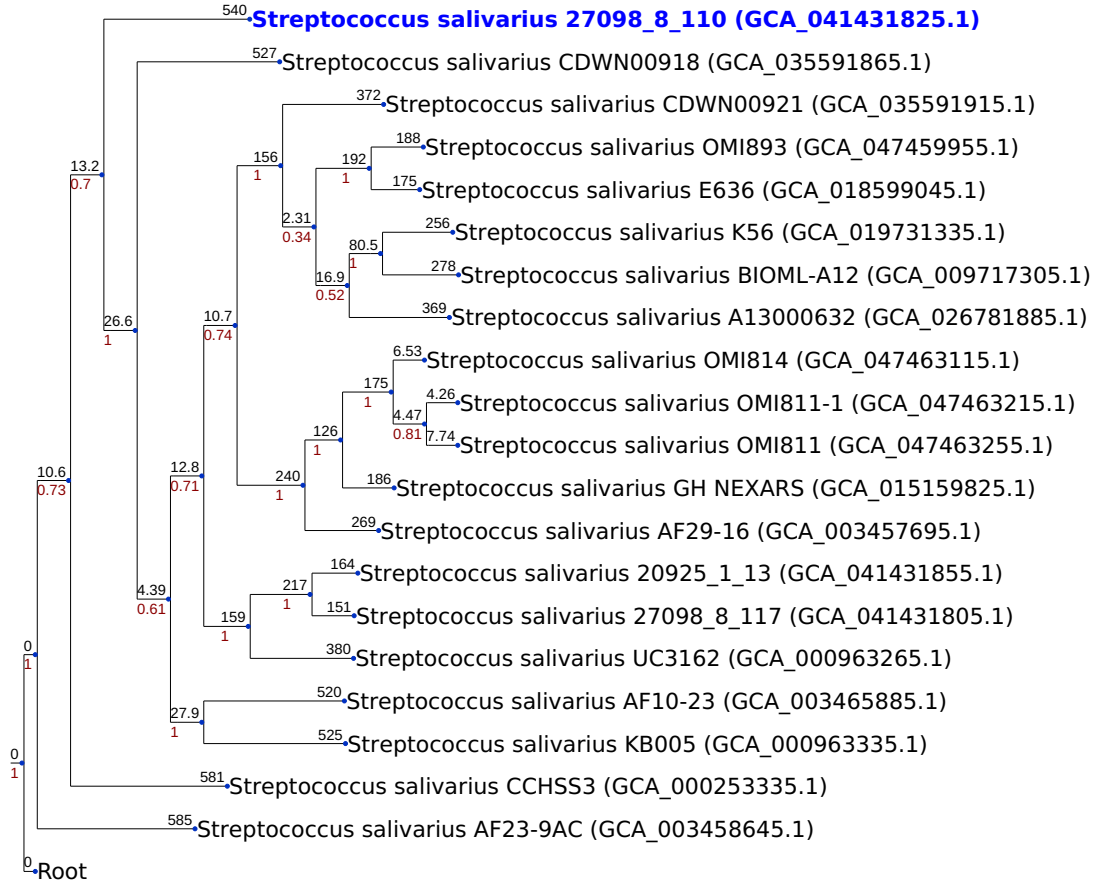 540 Streptococcus salivarius 27098_8_110 (GCA_041431825.1)
527 Streptococcus salivarius CDWN00918 (GCA_035591865.1)
372 Streptococcus salivarius CDWN00921 (GCA_035591915.1)
188 Streptococcus salivarius OMI893 (GCA_047459955.1)
156 192
13.2 1 1
0.7 175 Streptococcus salivarius E636 (GCA_018599045.1)
2.31 256 Streptococcus salivarius K56 (GCA_019731335.1)
0.34 80.5
1
16.9 278 Streptococcus salivarius BIOML-A12 (GCA_009717305.1)
0.52
26.6 10.7 369 Streptococcus salivarius A13000632 (GCA_026781885.1)
1 0.74
6.53 Streptococcus salivarius OMI814 (GCA_047463115.1)
175
1 4.26 Streptococcus salivarius OMI811-1 (GCA_047463215.1)
4.47
0.81
126 7.74 Streptococcus salivarius OMI811 (GCA_047463255.1)
1
10.6 12.8 240 186 Streptococcus salivarius GH NEXARS (GCA_015159825.1)
0.73 0.71 1
269 Streptococcus salivarius AF29-16 (GCA_003457695.1)
164 Streptococcus salivarius 20925_1_13 (GCA_041431855.1)
4.39 217
0.61 1
159 151 Streptococcus salivarius 27098_8_117 (GCA_041431805.1)
1
0 380 Streptococcus salivarius UC3162 (GCA_000963265.1)
1
520 Streptococcus salivarius AF10-23 (GCA_003465885.1)
27.9
1
525 Streptococcus salivarius KB005 (GCA_000963335.1)
0
1
581 Streptococcus salivarius CCHSS3 (GCA_000253335.1)
585 Streptococcus salivarius AF23-9AC (GCA_003458645.1)
0 Root